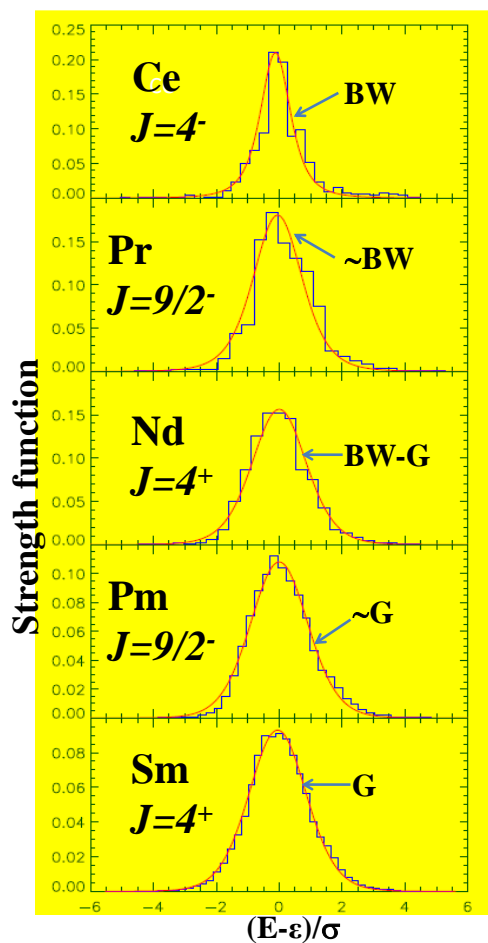 Strength function
0.25
0.20
0.15
0.10
0.05
0.00
Ce
J=4-
BW
0.15
0.10
0.05
0.00
Pr
J=9/2-
~BW
0.15
0.10
0.05
0.00
Nd
J=4+
BW-G
0.10
0.08
0.06
0.04
0.02
0.00
Pm
J=9/2-
~G
0.08
0.06
0.04
0.02
0.00
Sm
J=4+
G
−6 −4 −2 0 2 4 6
(E-ε)/σ